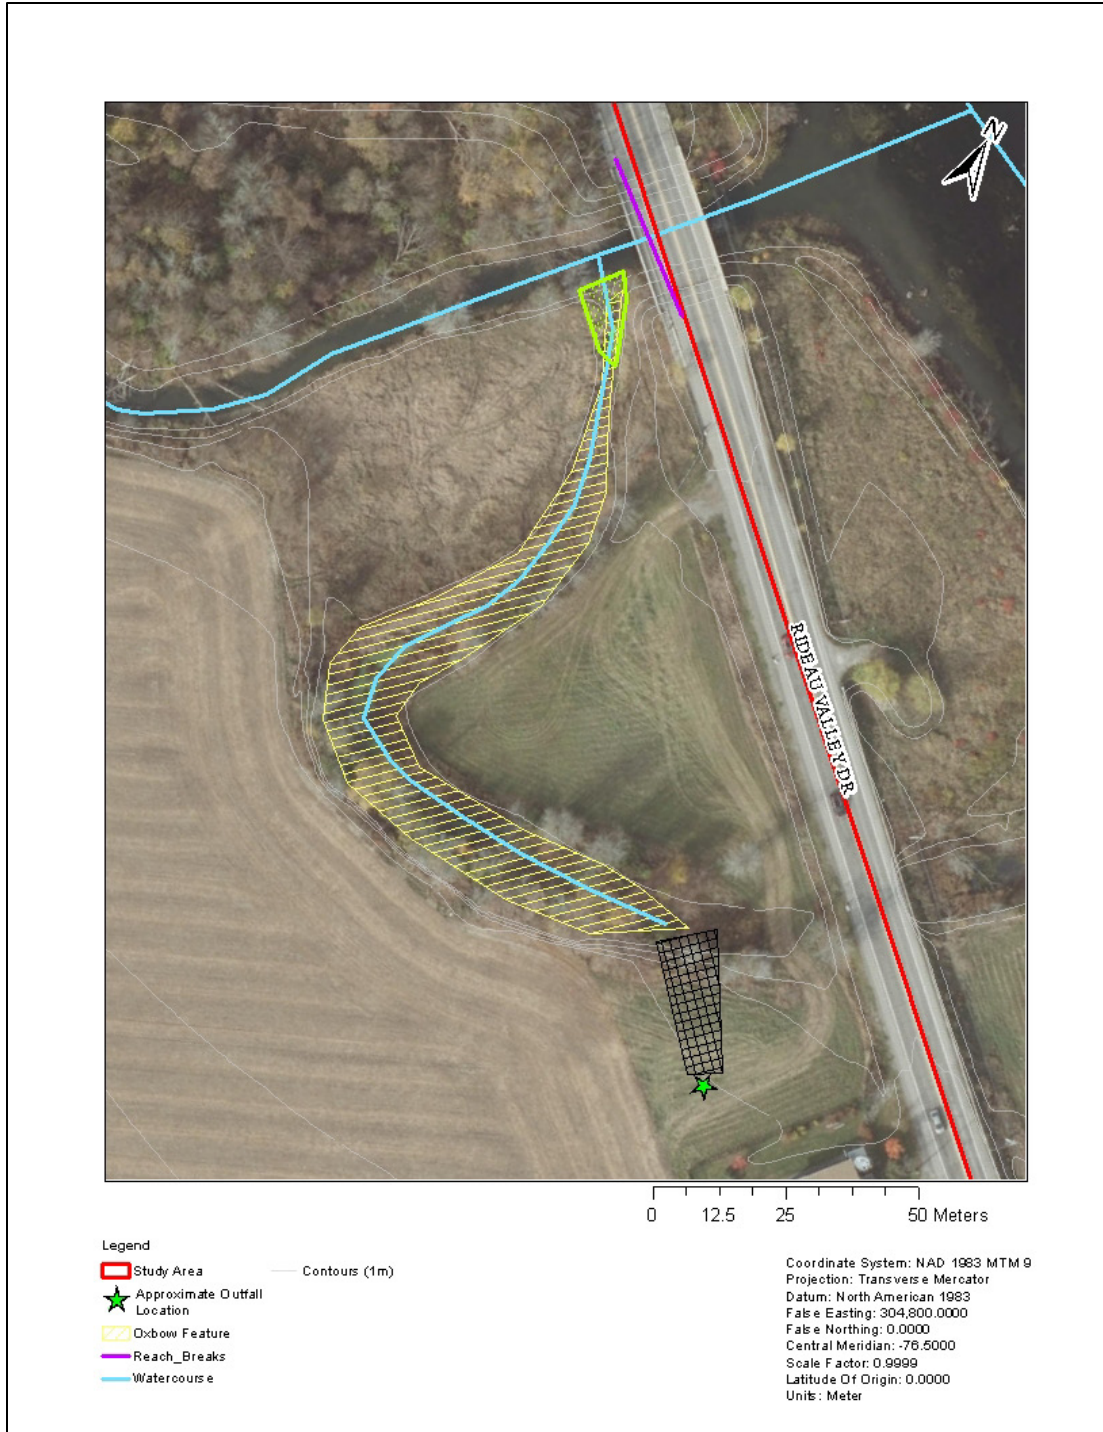 N
RIDEAU VALLEY DR
0 12.5 25 50 Meters
Legend
Study Area
Contours (1m)
Approximate Outfall
Location
Oxbow Feature
Reach_Breaks
Watercourse
Coordinate System: NAD 1983 MTM 9
Projection: Transverse Mercator
Datum: North American 1983
False Easting: 304,800.0000
False Northing: 0.0000
Central Meridian: -76.5000
Scale Factor: 0.9999
Latitude Of Origin: 0.0000
Units: Meter